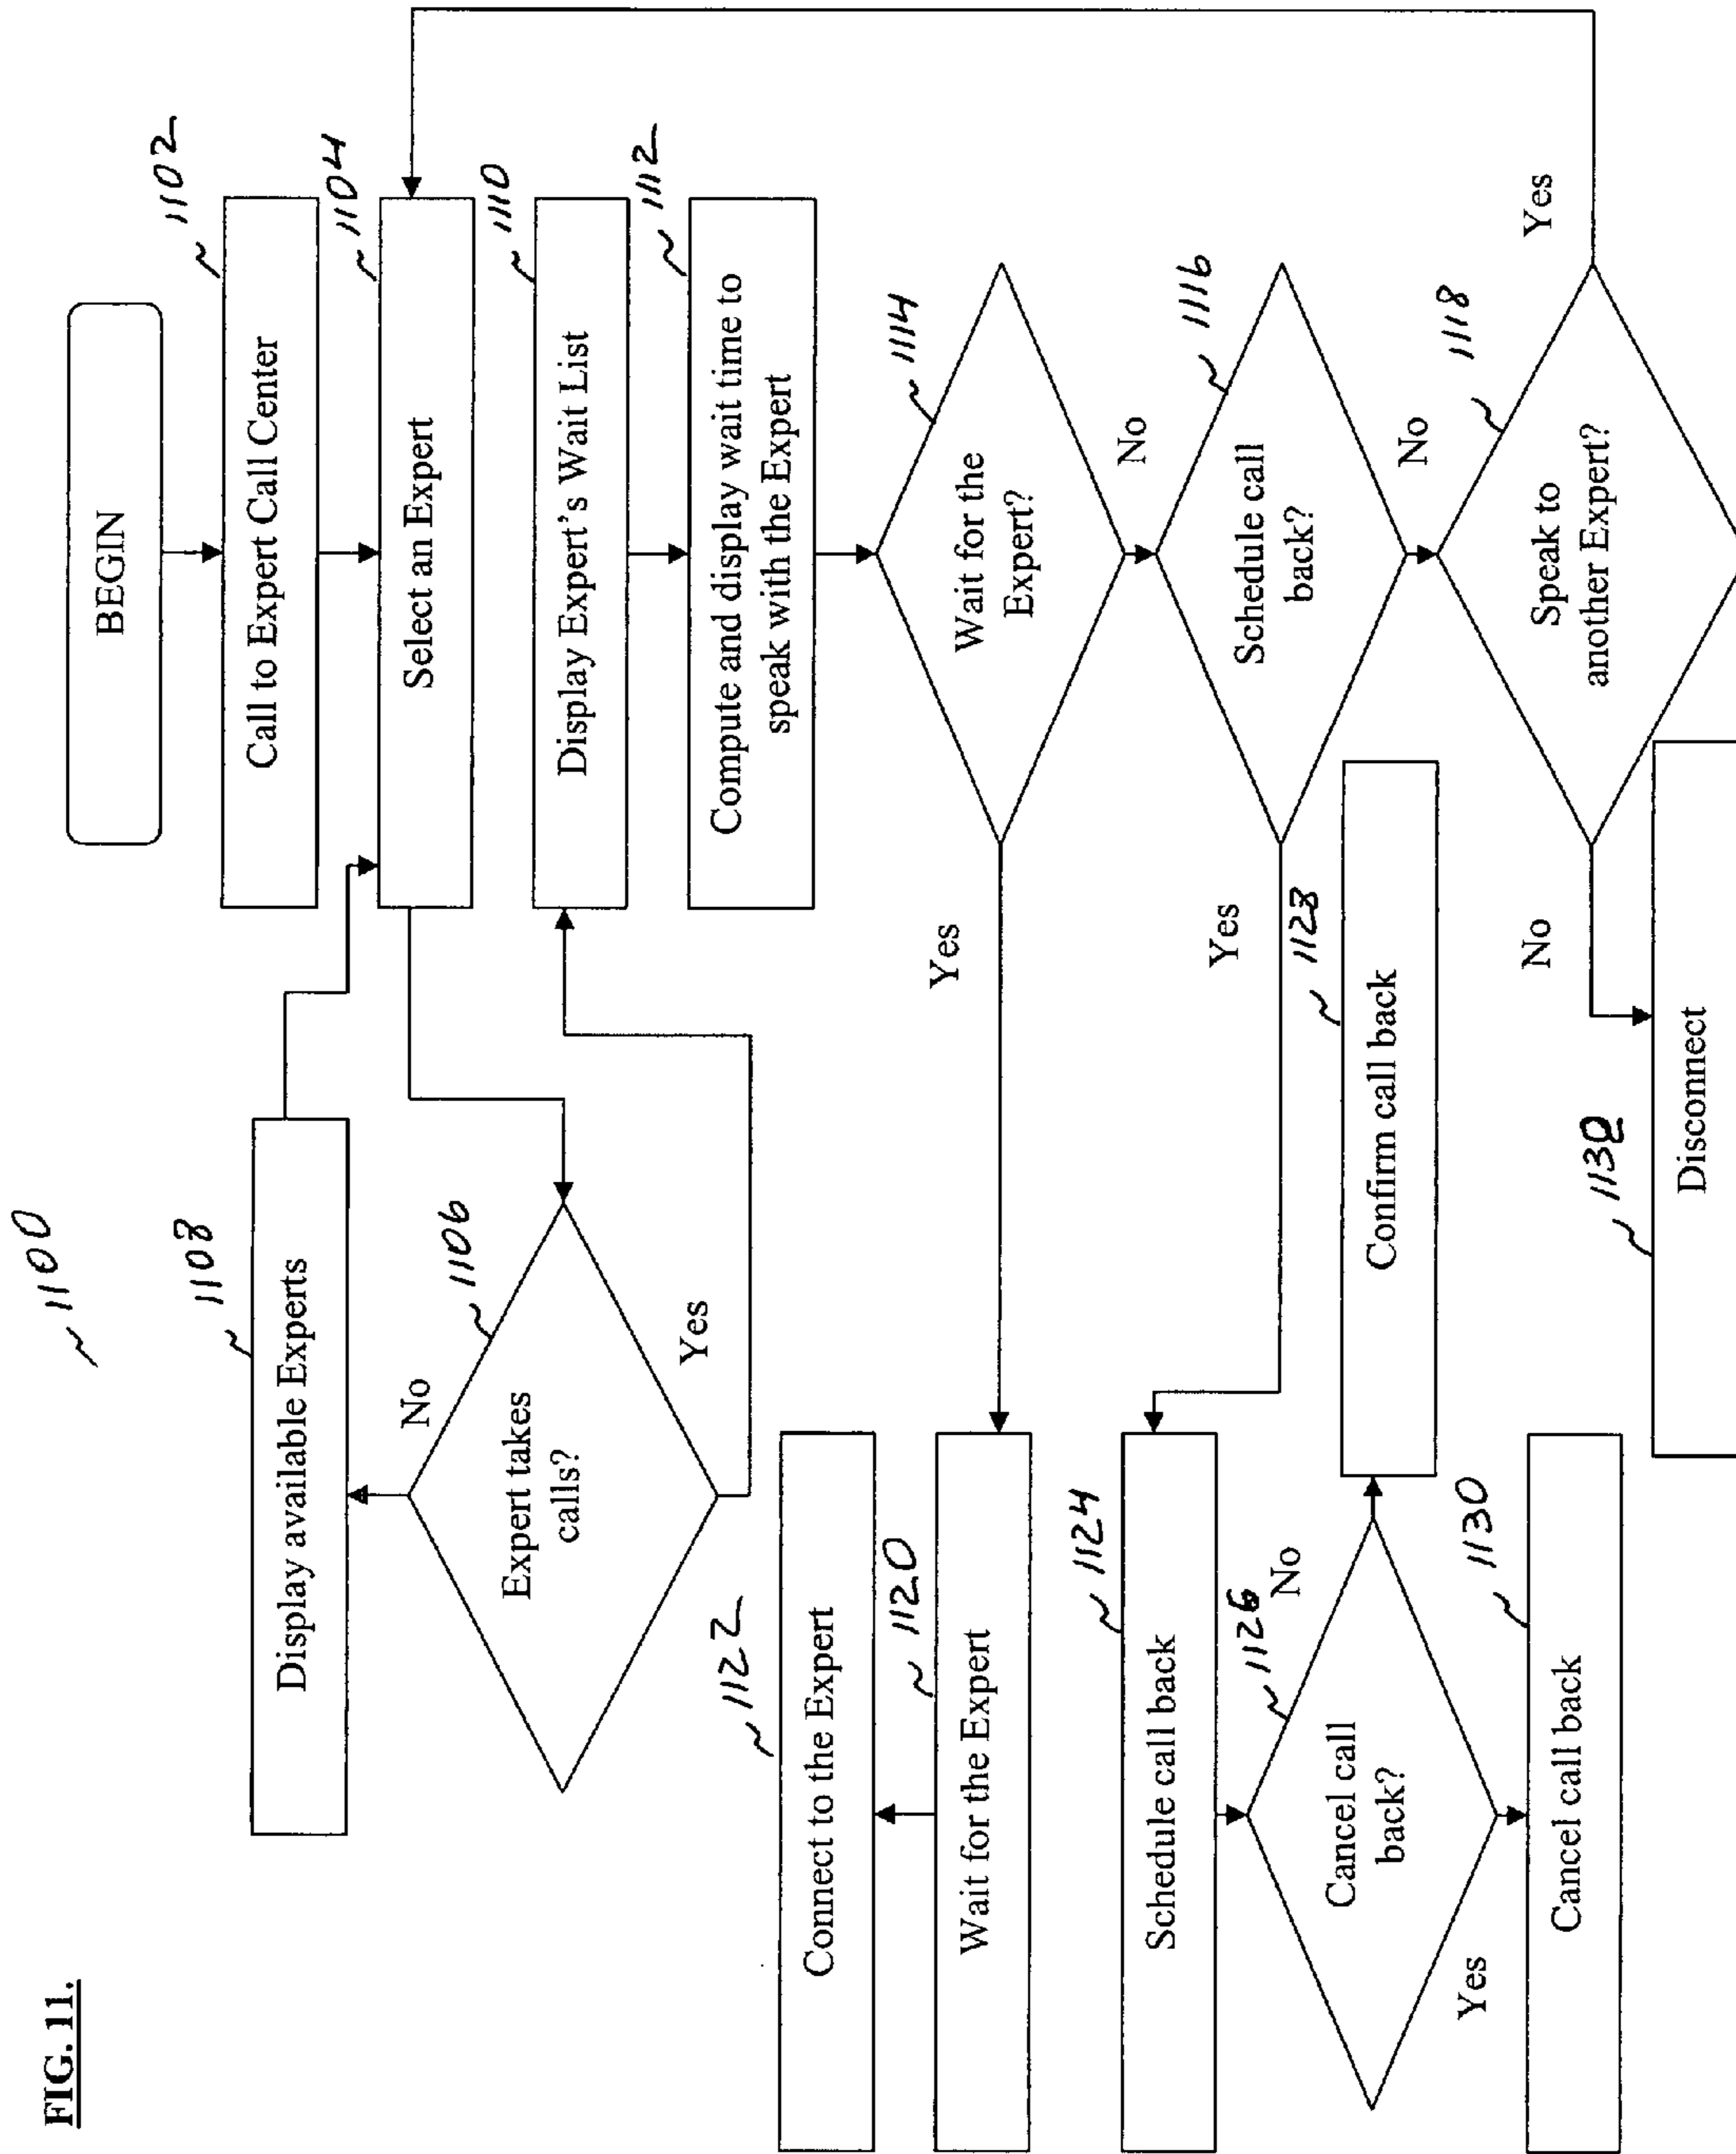 FIG. 11.
1100
BEGIN
1102
Call to Expert Call Center
1104
Select an Expert
1108
Display available Experts
1106
Expert takes
calls?
No
Yes
1110
Display Expert's Wait List
1112
Compute and display wait time to
speak with the Expert
1114
Wait for the
Expert?
Yes
No
1122
Connect to the Expert
1120
Wait for the Expert
1116
Schedule call
back?
Yes
No
1124
Schedule call back
1126
Cancel call
back?
No
Yes
1128
Confirm call back
1130
Cancel call back
1118
Speak to
another Expert?
Yes
No
1130
Disconnect